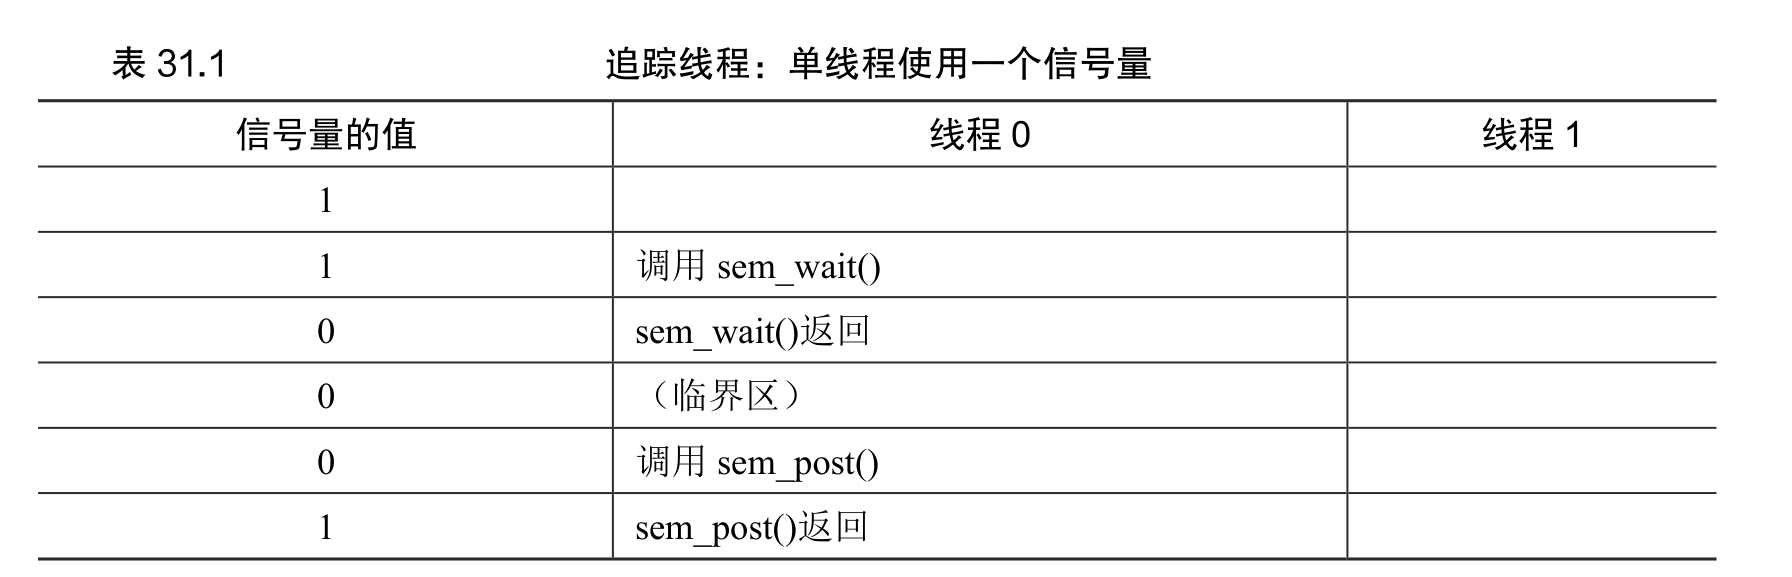 表 31.1 追踪线程：单线程使用一个信号量
信号量的值 线程 0 线程 1
1
1 调用 sem_wait()
0 sem_wait()返回
0 （临界区）
0 调用 sem_post()
1 sem_post()返回